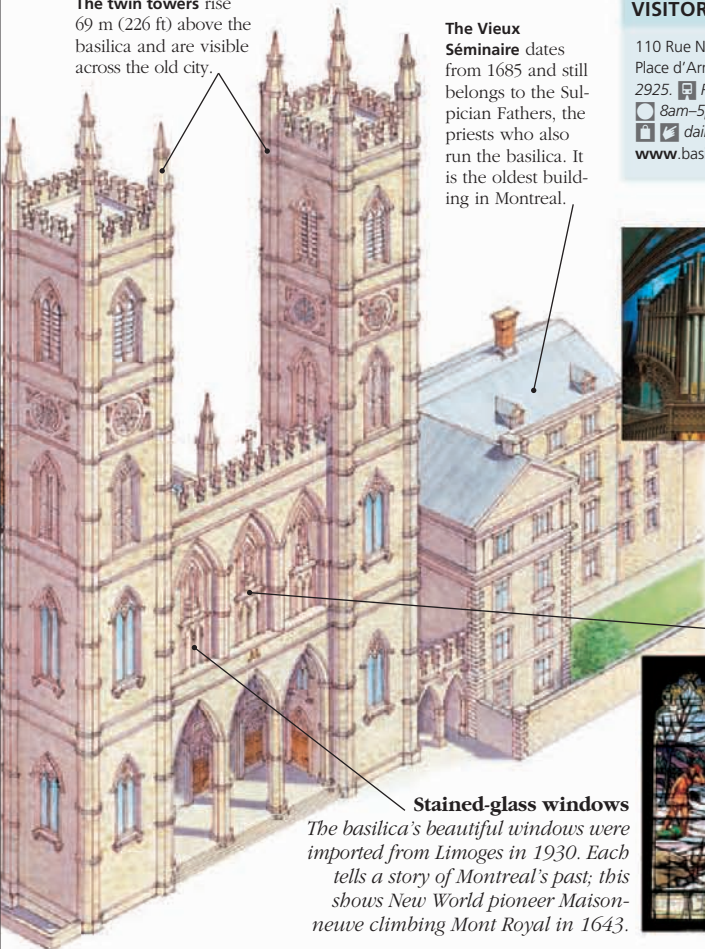 The twin towers rise
69 m (226 ft) above the
basilica and are visible
across the old city.
The Vieux
Séminaire dates
from 1685 and still
belongs to the Sul-
pician Fathers, the
priests who also
run the basilica. It
is the oldest build-
ing in Montreal.
VISITOR
110 Rue N
Place d'Arr
2925.
8am–5
dail
www.bas
Stained-glass windows
The basilica's beautiful windows were
imported from Limoges in 1930. Each
tells a story of Montreal's past; this
shows New World pioneer Maison-
neuve climbing Mont Royal in 1643.